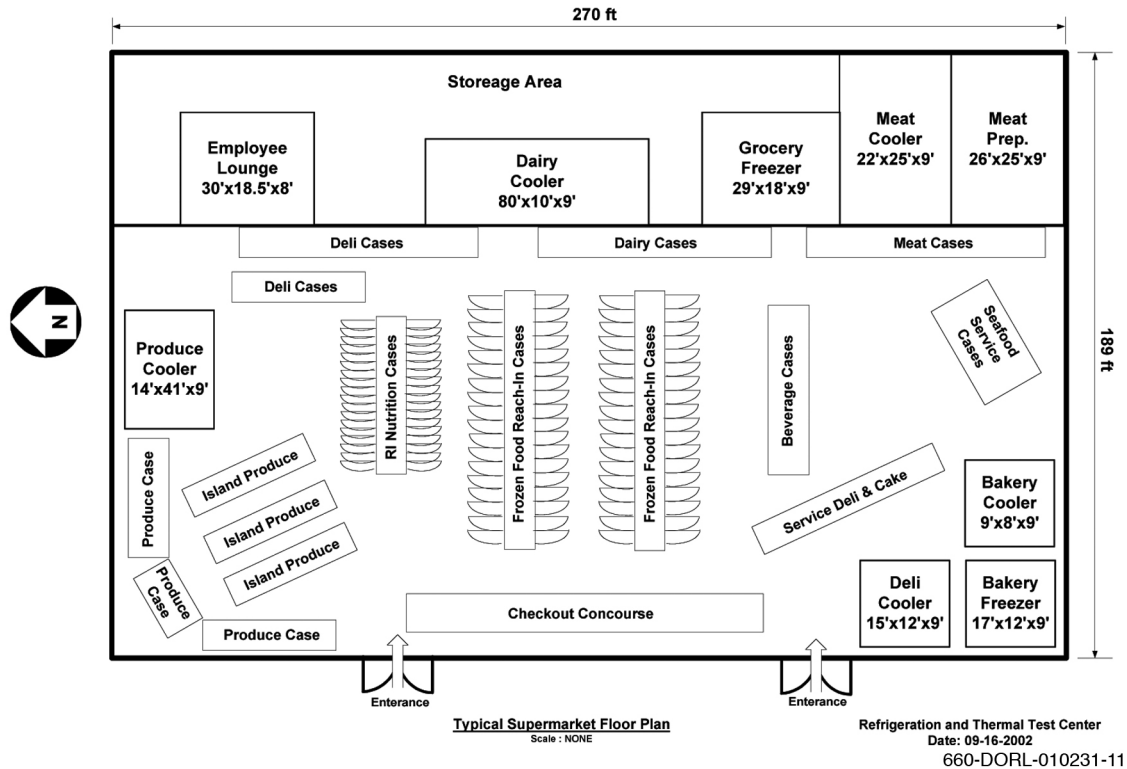 270 ft
Storeage Area
Employee
Lounge
30'x18.5'x8'
Dairy
Cooler
80'x10'x9'
Grocery
Freezer
29'x18'x9'
Meat
Cooler
22'x25'x9'
Meat
Prep.
26'x25'x9'
Deli Cases
Dairy Cases
Meat Cases
Deli Cases
N
189 ft
Produce
Cooler
14'x41'x9'
RI Nutrition Cases
Frozen Food Reach-In Cases
Frozen Food Reach-In Cases
Beverage Cases
Seafood
Service
Cases
Produce Case
Island Produce
Island Produce
Island Produce
Service Deli & Cake
Bakery
Cooler
9'x8'x9'
Produce
Case
Produce Case
Checkout Concourse
Deli
Cooler
15'x12'x9'
Bakery
Freezer
17'x12'x9'
Enterance
Enterance
Typical Supermarket Floor Plan
Scale : NONE
Refrigeration and Thermal Test Center
Date: 09-16-2002
660-DORL-010231-11